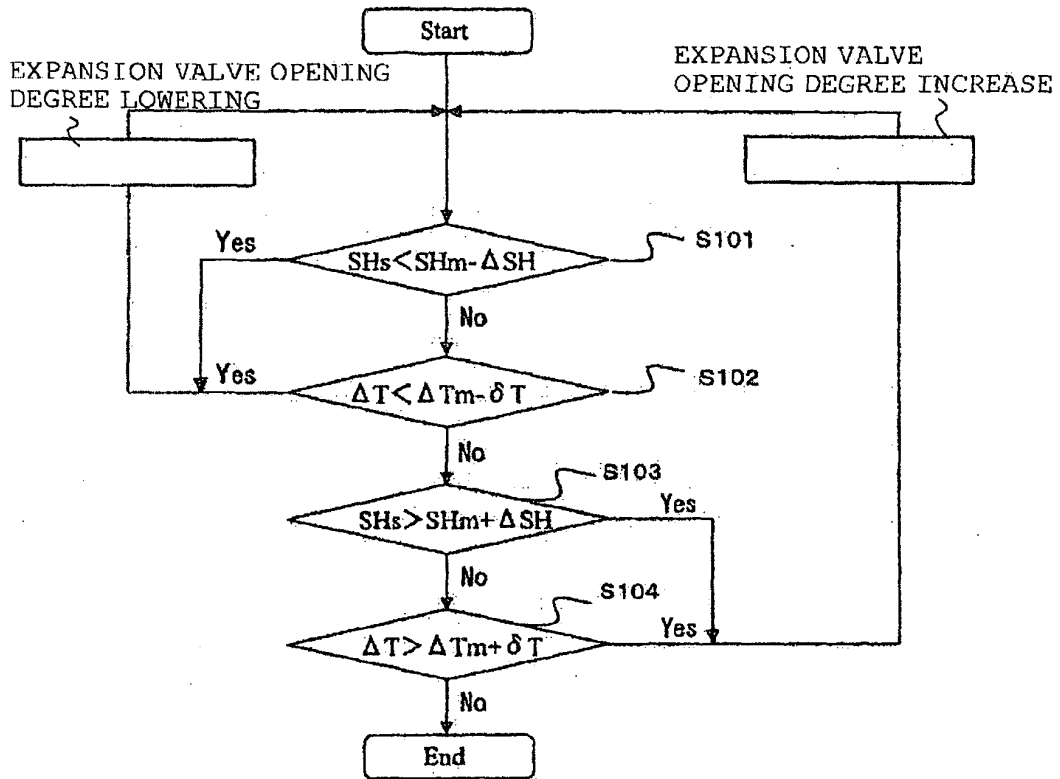 Start
EXPANSION VALVE OPENING
DEGREE LOWERING
EXPANSION VALVE
OPENING DEGREE INCREASE
Yes
SHs<SHm-ΔSH
S101
No
Yes
ΔT<ΔTm-δT
S102
No
S103
SHs>SHm+ΔSH
Yes
No
S104
ΔT>ΔTm+δT
Yes
No
End